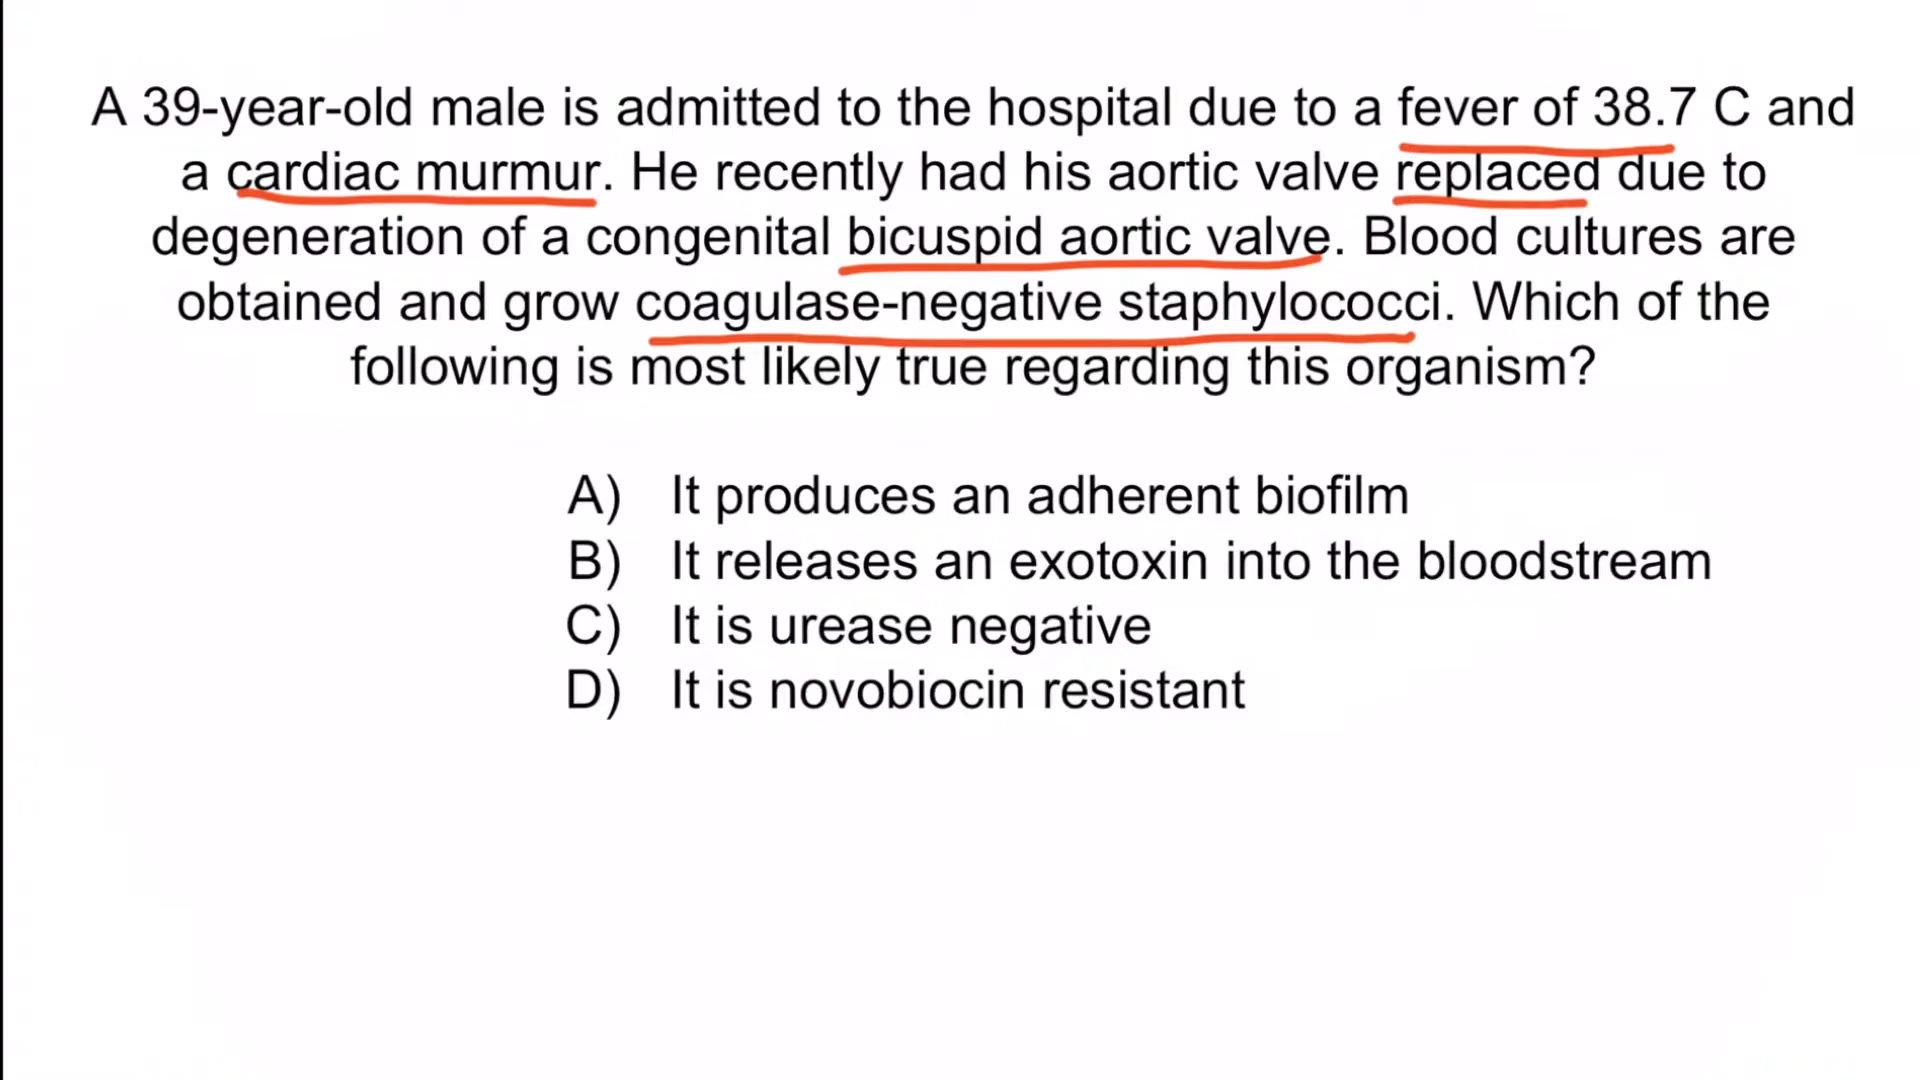 A 39-year-old male is admitted to the hospital due to a fever of 38.7 C and
a cardiac murmur. He recently had his aortic valve replaced due to
degeneration of a congenital bicuspid aortic valve. Blood cultures are
obtained and grow coagulase-negative staphylococci. Which of the
following is most likely true regarding this organism?
A) It produces an adherent biofilm
B) It releases an exotoxin into the bloodstream
C) It is urease negative
D) It is novobiocin resistant